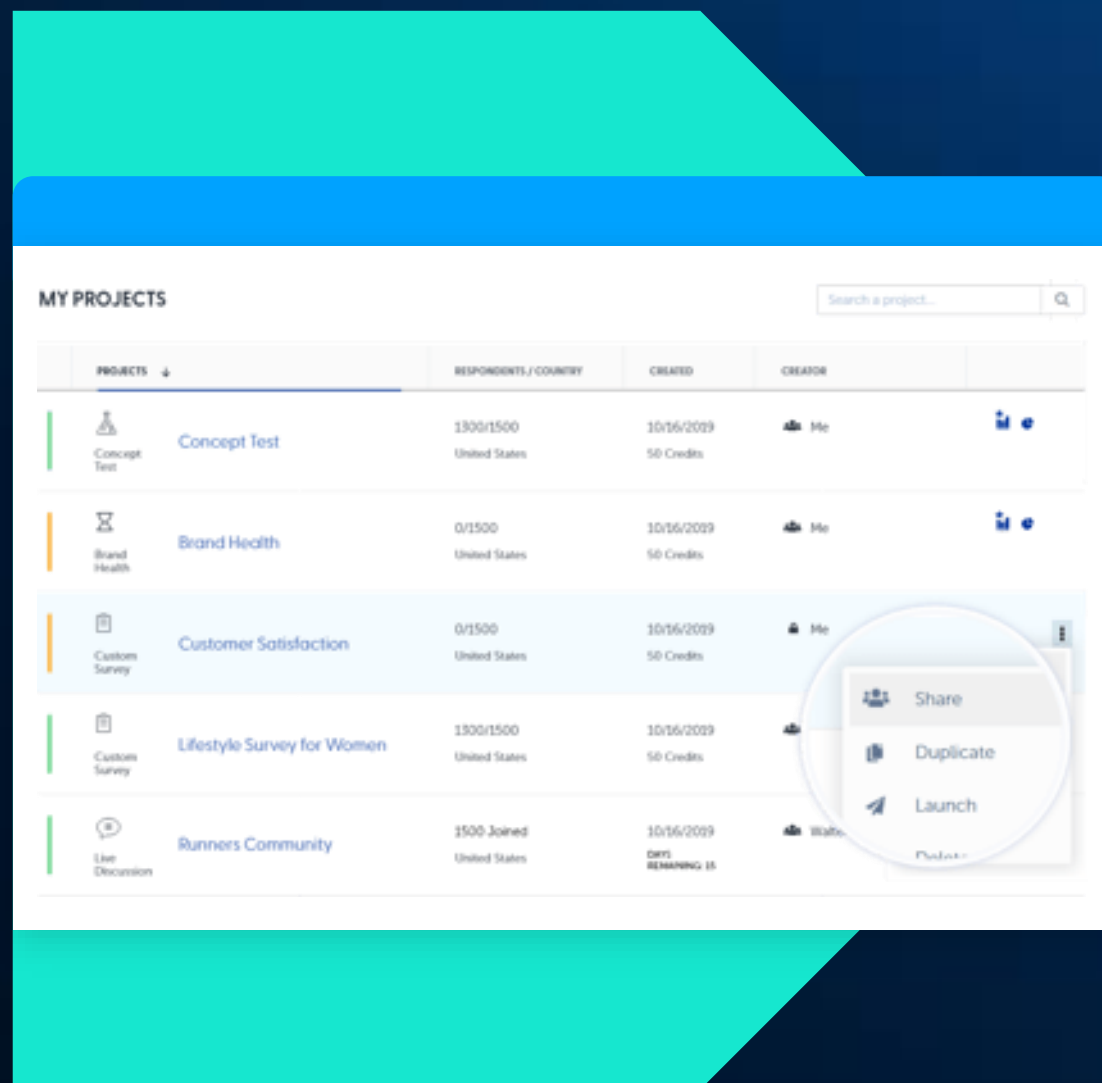 MY PROJECTS
Search a project...
PROJECTS ↓ RESPONDENTS / COUNTRY CREATED CREATOR
Concept Test
Concept Test
1300/1500
United States
10/16/2019
50 Credits
Me
Brand Health
Brand Health
0/1500
United States
10/16/2019
50 Credits
Me
Custom Survey
Customer Satisfaction
0/1500
United States
10/16/2019
50 Credits
Me
Share
Duplicate
Launch
Delete
Custom Survey
Lifestyle Survey for Women
1300/1500
United States
10/16/2019
50 Credits
Live Discussion
Runners Community
1500 Joined
United States
10/16/2019
DAYS
REMAINING 15